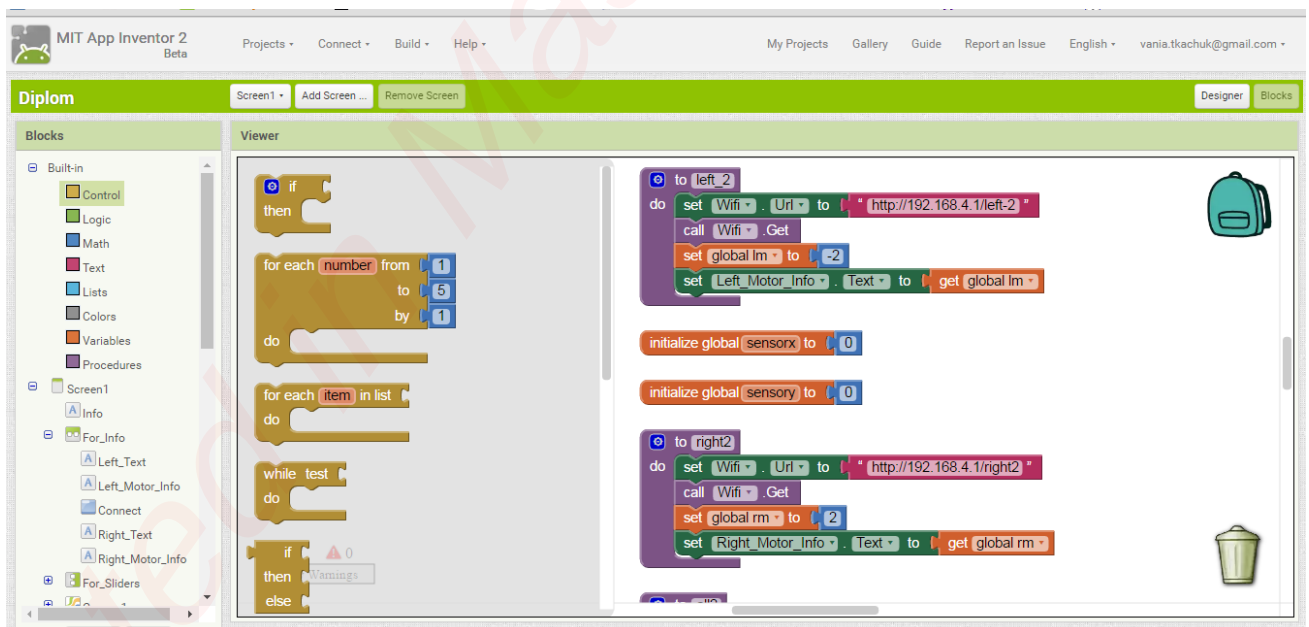 MIT App Inventor 2
Beta
Projects Connect Build Help My Projects Gallery Guide Report an Issue English vania.tkachuk@gmail.com
Diplom Screen1 Add Screen ... Remove Screen Designer Blocks
Blocks Viewer
Built-in
Control
Logic
Math
Text
Lists
Colors
Variables
Procedures
Screen1
Info
For_Info
Left_Text
Left_Motor_Info
Connect
Right_Text
Right_Motor_Info
For_Sliders
if
then
for each number from 1
to 5
by 1
do
for each item in list
do
while test
do
if
then
else
0
Warnings
to left_2
do set Wifi . Url to " http://192.168.4.1/left-2 "
call Wifi .Get
set global lm to -2
set Left_Motor_Info . Text to get global lm
initialize global sensorx to 0
initialize global sensory to 0
to right2
do set Wifi . Url to " http://192.168.4.1/right2 "
call Wifi .Get
set global rm to 2
set Right_Motor_Info . Text to get global rm